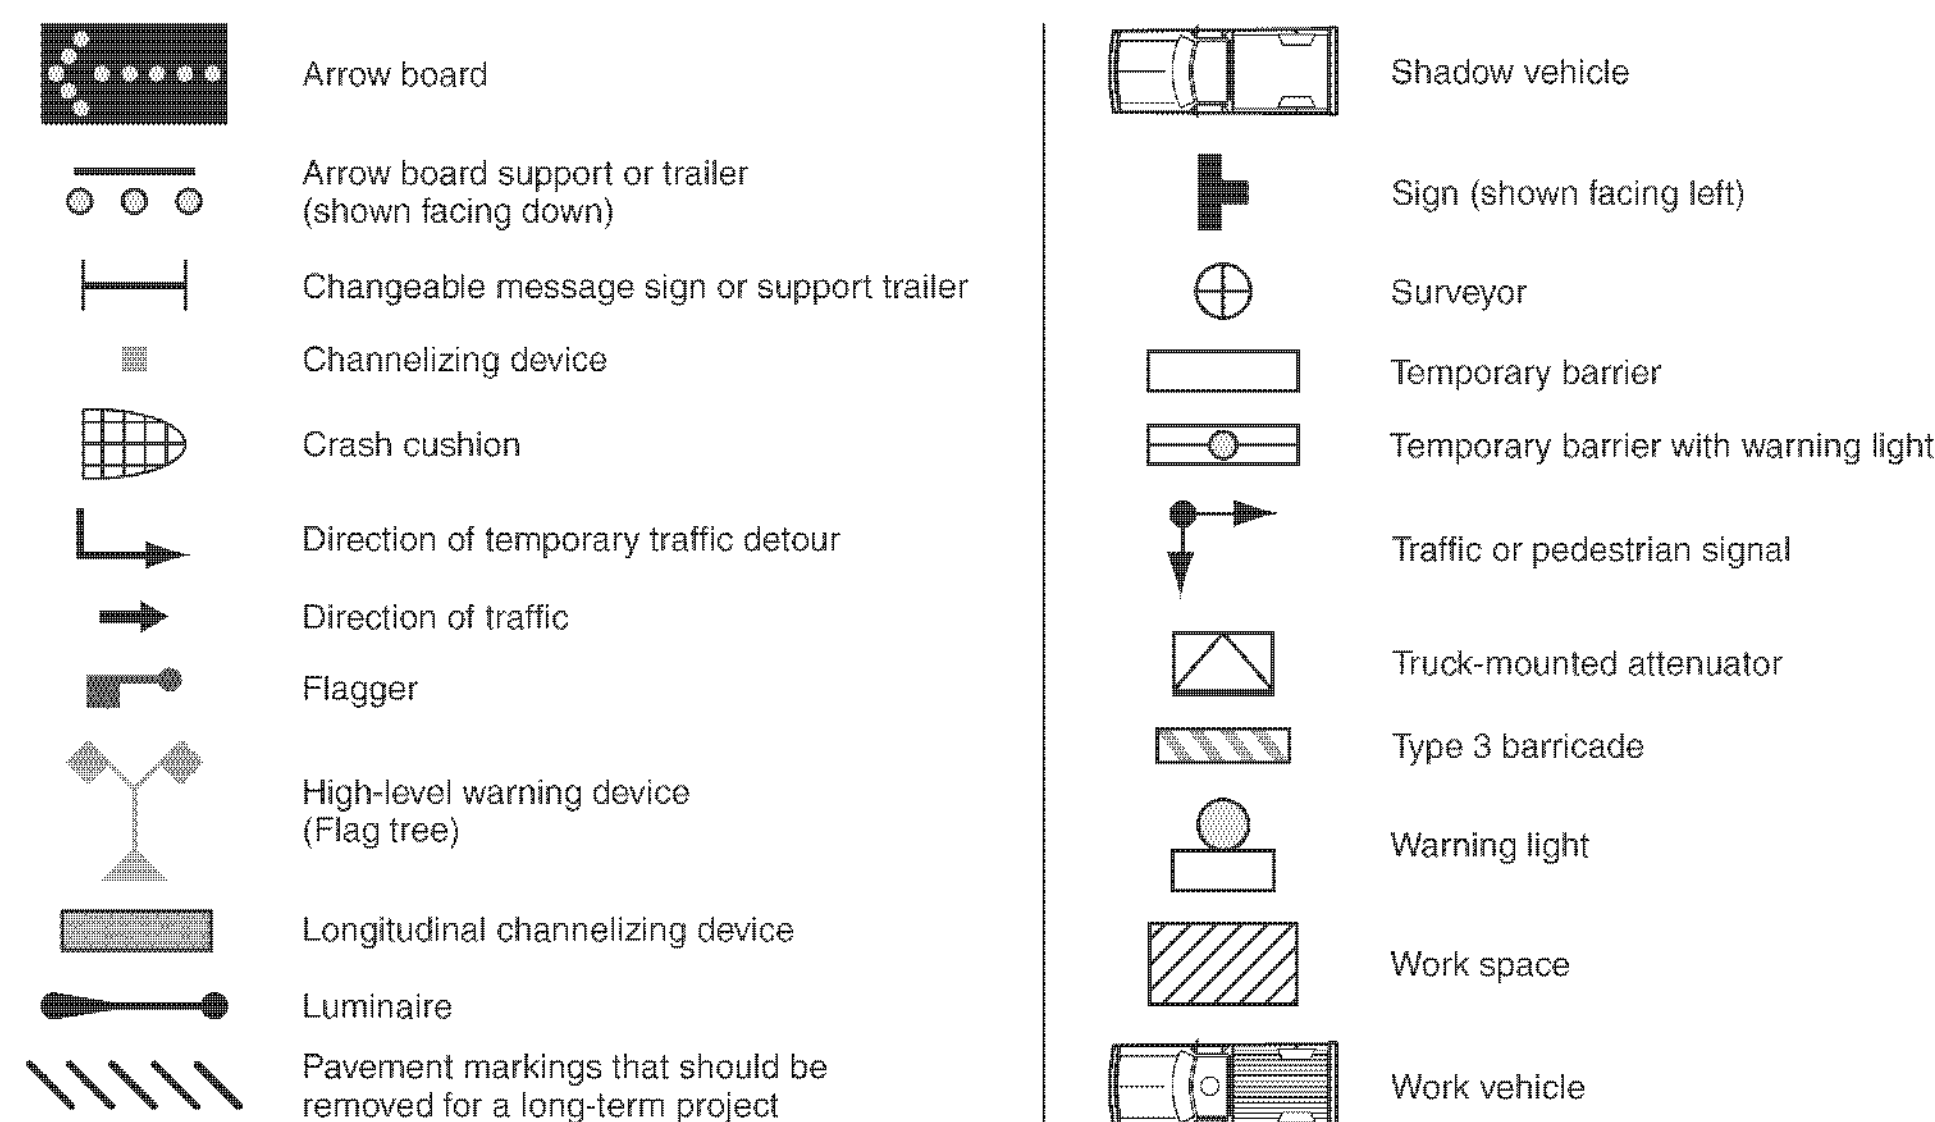 Arrow board
Arrow board support or trailer
(shown facing down)
Changeable message sign or support trailer
Channelizing device
Crash cushion
Direction of temporary traffic detour
Direction of traffic
Flagger
High-level warning device
(Flag tree)
Longitudinal channelizing device
Luminaire
Pavement markings that should be
removed for a long-term project
Shadow vehicle
Sign (shown facing left)
Surveyor
Temporary barrier
Temporary barrier with warning light
Traffic or pedestrian signal
Truck-mounted attenuator
Type 3 barricade
Warning light
Work space
Work vehicle